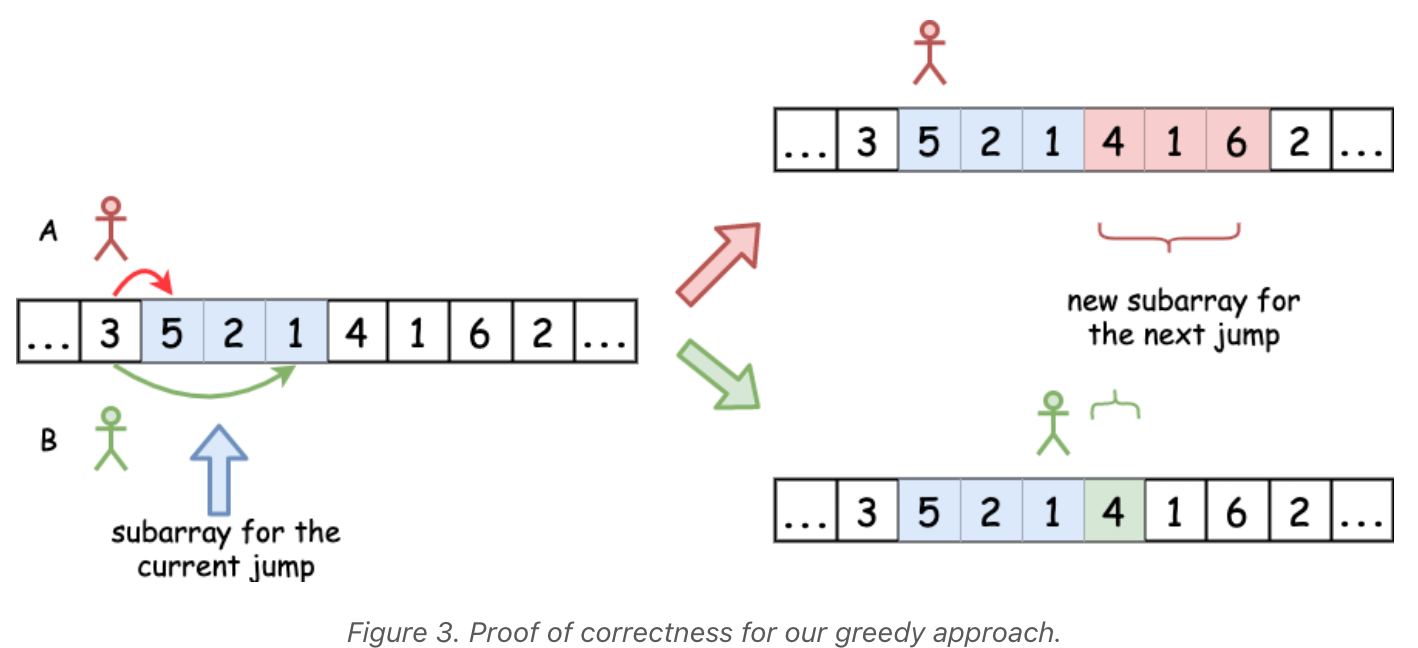 A
... 3 5 2 1 4 1 6 2 ...
B
subarray for the
current jump
... 3 5 2 1 4 1 6 2 ...
new subarray for
the next jump
... 3 5 2 1 4 1 6 2 ...
Figure 3. Proof of correctness for our greedy approach.